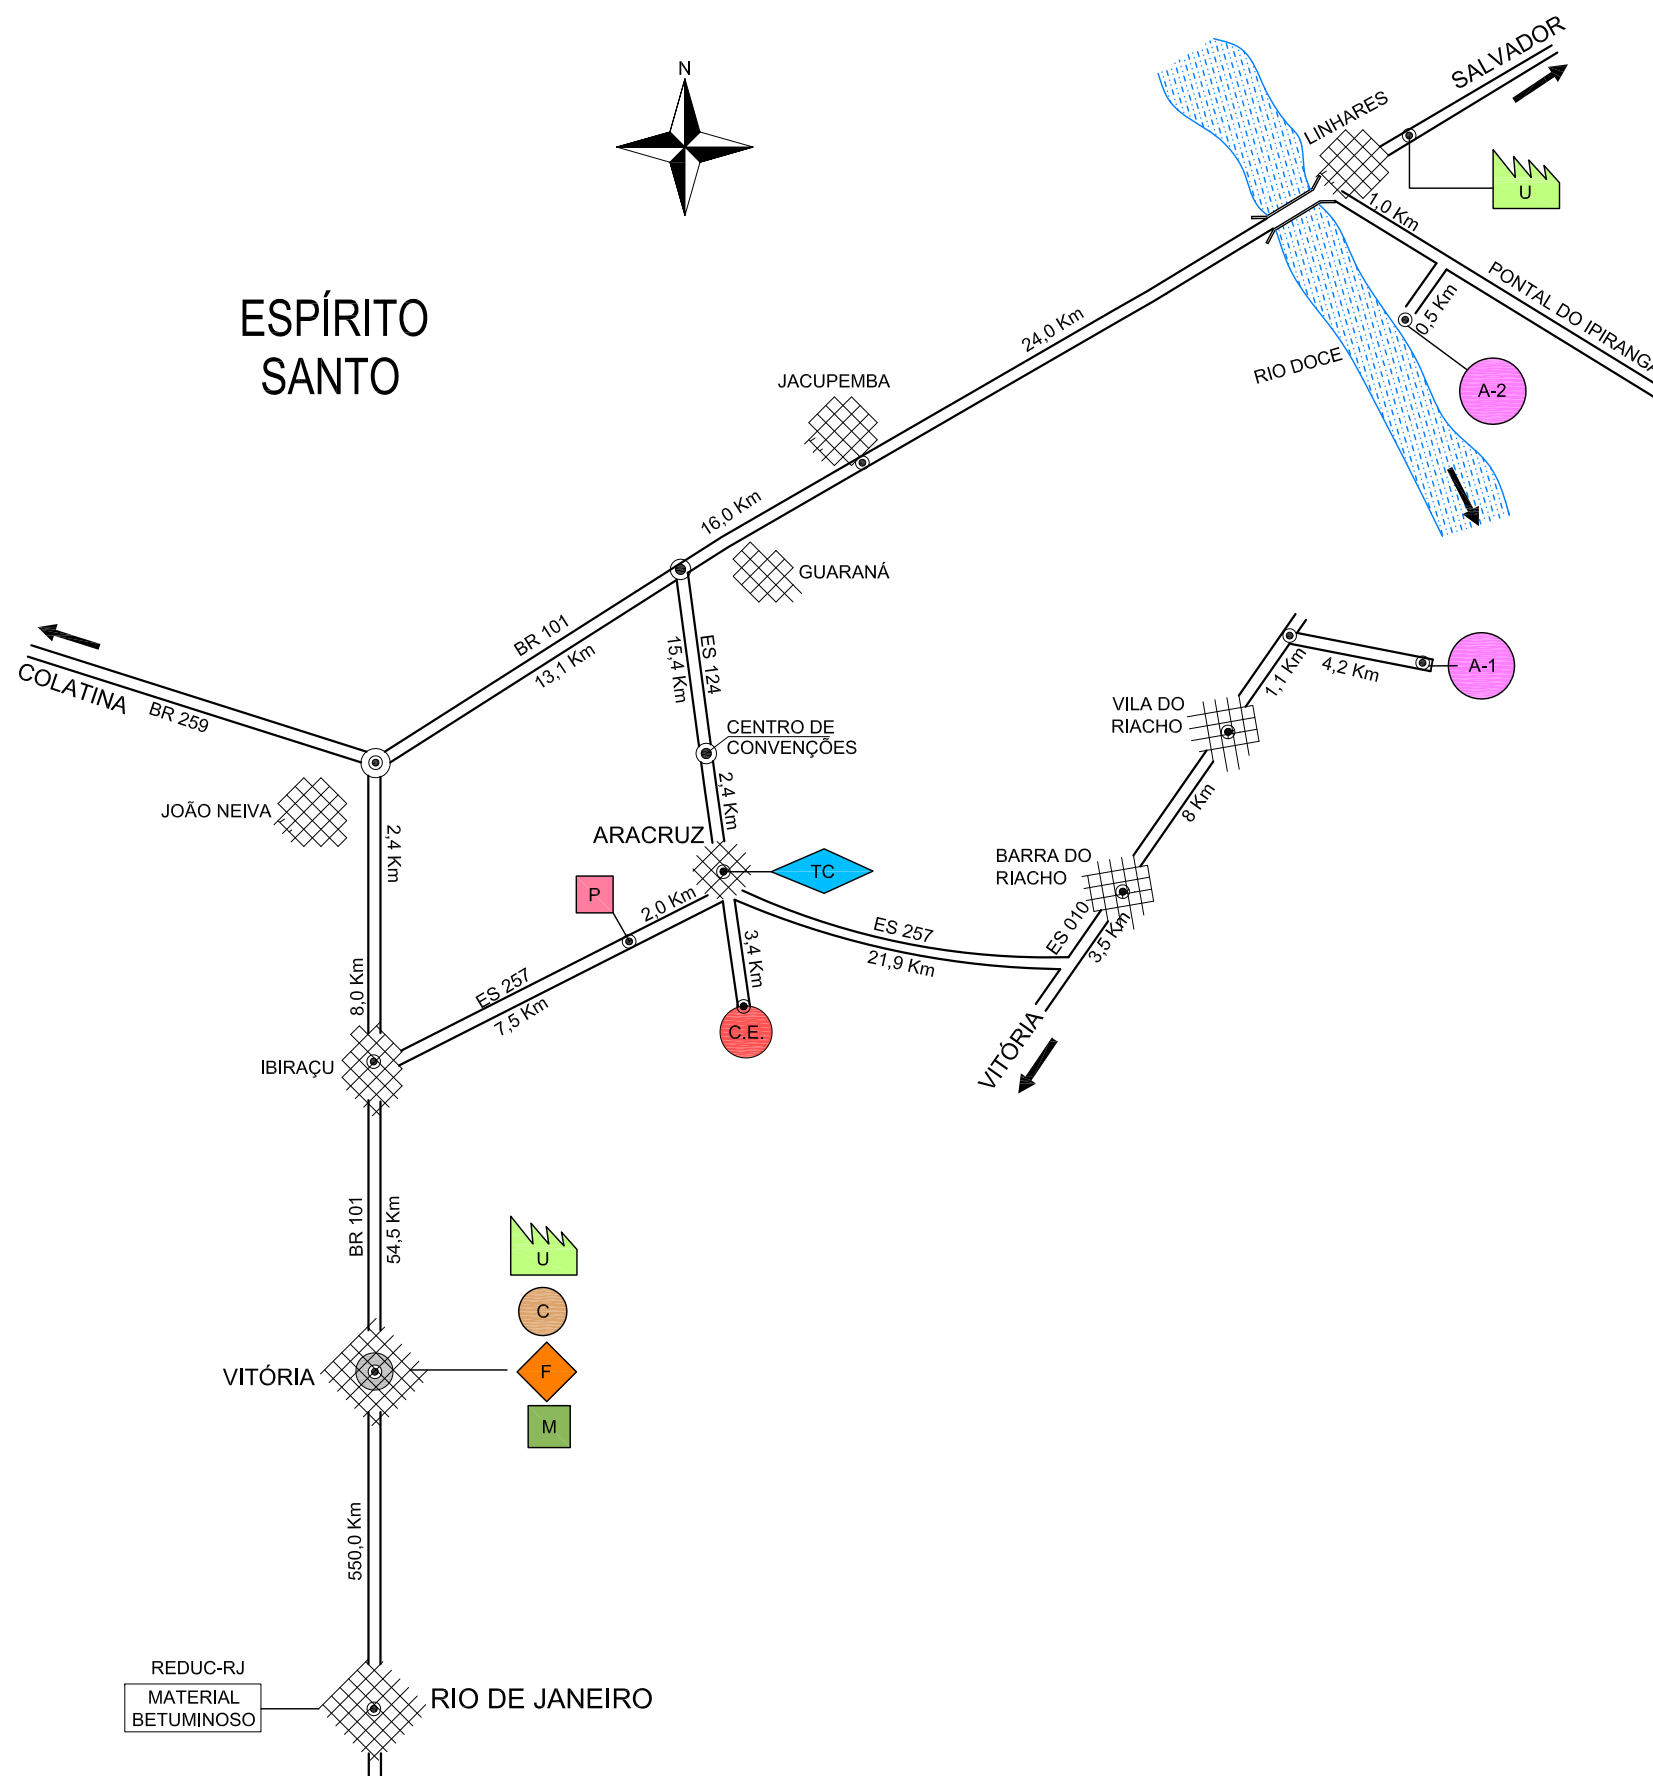 N
SALVADOR
LINHARES
U
1,0 Km
PONTAL DO IPIRANGA
0,5 Km
RIO DOCE
A-2
24,0 Km
ESPÍRITO
SANTO
JACUPEMBA
16,0 Km
GUARANÁ
BR 101
13,1 Km
ES 124
15,4 Km
COLATINA
BR 259
CENTRO DE
CONVENÇÕES
2,4 Km
4,2 Km
A-1
1,1 Km
VILA DO
RIACHO
8 Km
JOÃO NEIVA
2,4 Km
ARACRUZ
TC
P
2,0 Km
BARRA DO
RIACHO
ES 010
3,5 Km
ES 257
21,9 Km
3,4 Km
C.E.
8,0 Km
ES 257
7,5 Km
VITÓRIA
IBIRAÇU
BR 101
54,5 Km
U
C
F
M
VITÓRIA
550,0 Km
REDUC-RJ
MATERIAL
BETUMINOSO
RIO DE JANEIRO